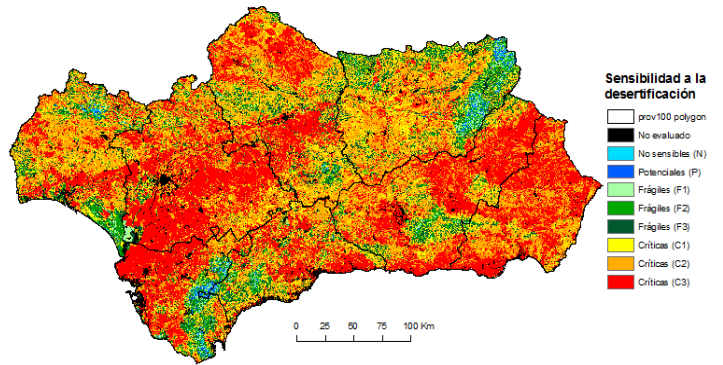 Sensibilidad a la
desertificación
prov100 polygon
No evaluado
No sensibles (N)
Potenciales (P)
Frágiles (F1)
Frágiles (F2)
Frágiles (F3)
Críticas (C1)
Críticas (C2)
Críticas (C3)
0 25 50 75 100 Km